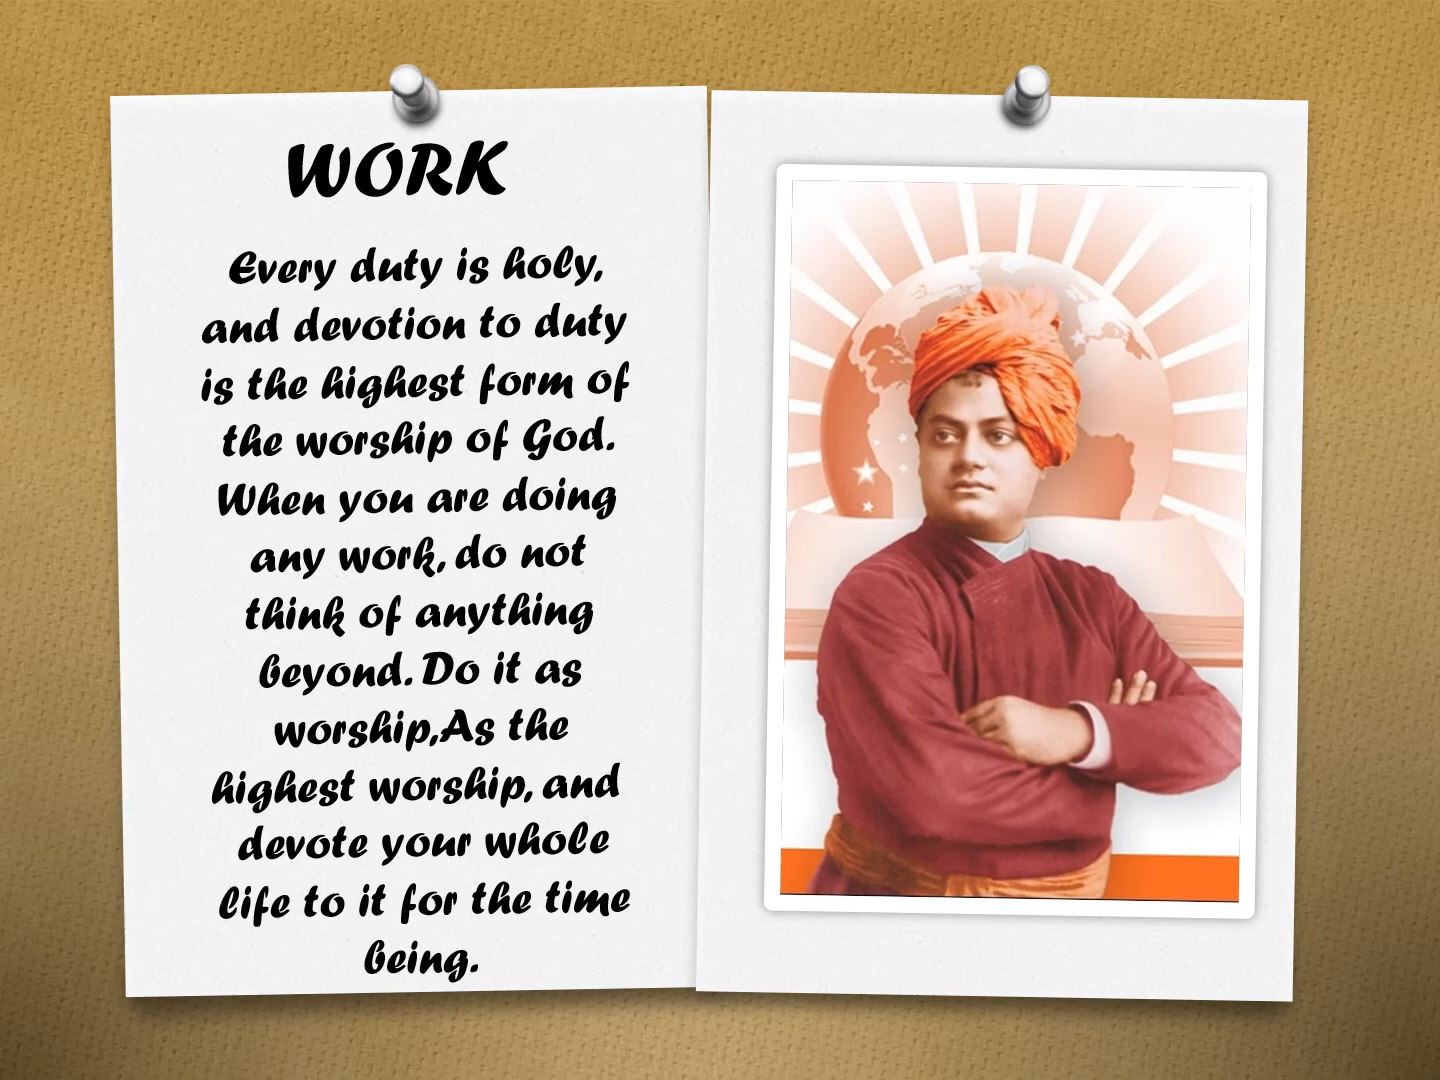 WORK
Every duty is holy,
and devotion to duty
is the highest form of
the worship of God.
When you are doing
any work, do not
think of anything
beyond. Do it as
worship,As the
highest worship, and
devote your whole
life to it for the time
being.